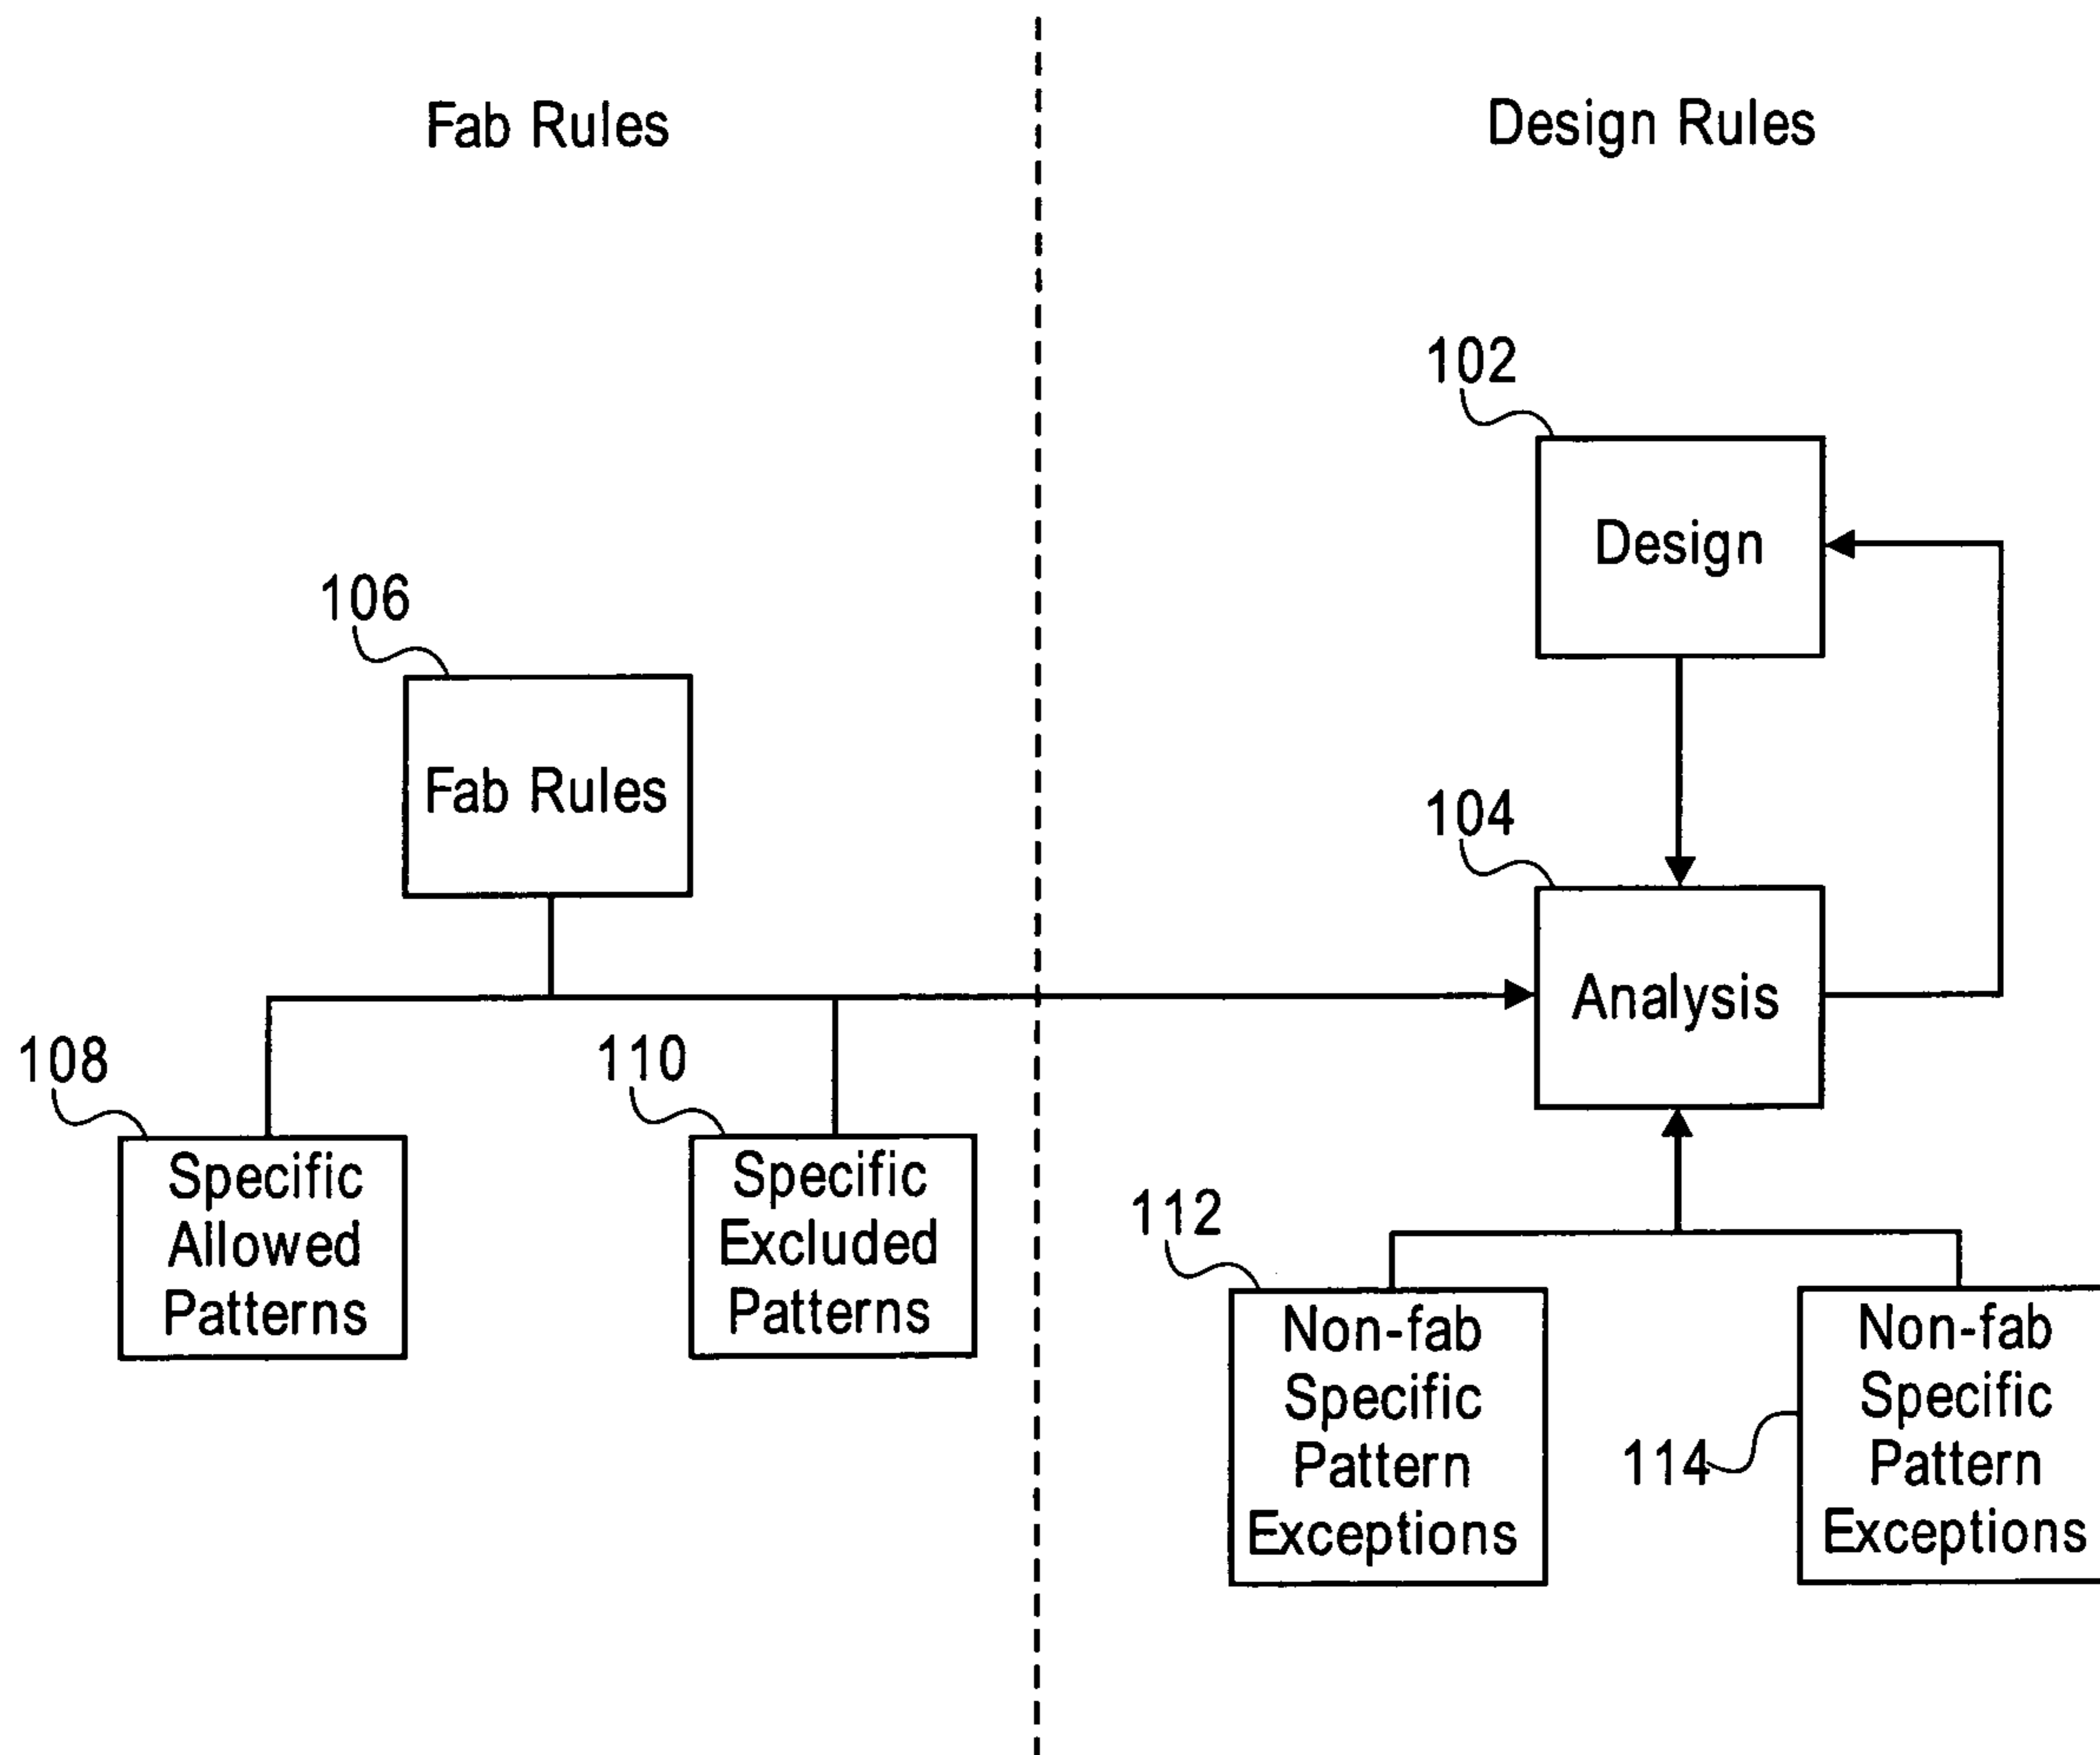 Fab Rules
Design Rules
102
Design
106
Fab Rules
104
Analysis
108
Specific
Allowed
Patterns
110
Specific
Excluded
Patterns
112
Non-fab
Specific
Pattern
Exceptions
114
Non-fab
Specific
Pattern
Exceptions